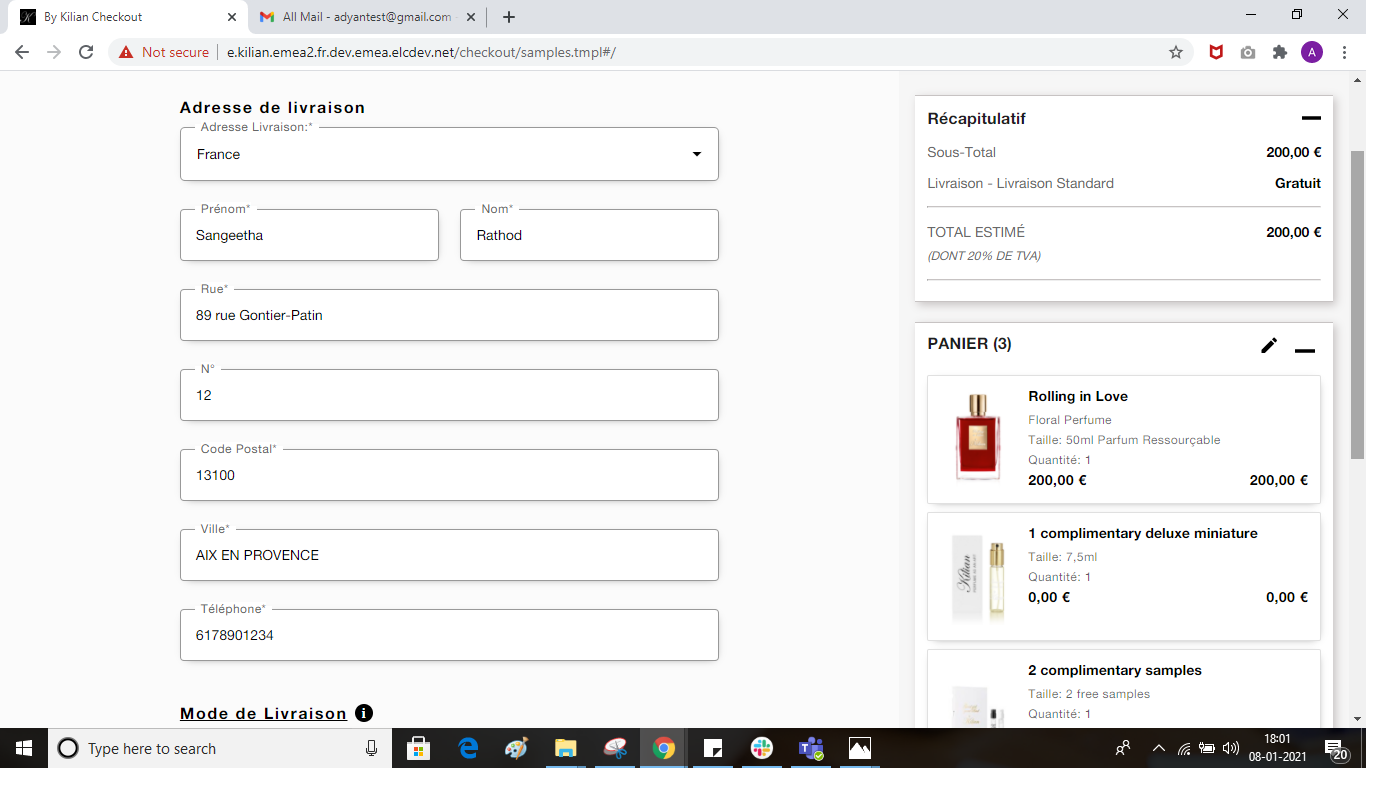 By Kilian Checkout
All Mail - adyantest@gmail.com
Not secure
e.kilian.emea2.fr.dev.emea.elcdev.net/checkout/samples.tmpl#/
A
Adresse de livraison
Adresse Livraison:*
France
Prénom*
Sangeetha
Nom*
Rathod
Rue*
89 rue Gontier-Patin
N°
12
Code Postal*
13100
Ville*
AIX EN PROVENCE
Téléphone*
6178901234
Mode de Livraison
Récapitulatif
Sous-Total 200,00 €
Livraison - Livraison Standard Gratuit
TOTAL ESTIMÉ 200,00 €
(DONT 20% DE TVA)
PANIER (3)
Rolling in Love
Floral Perfume
Taille: 50ml Parfum Ressourçable
Quantité: 1
200,00 € 200,00 €
Kilian
1 complimentary deluxe miniature
Taille: 7,5ml
Quantité: 1
0,00 € 0,00 €
2 complimentary samples
Taille: 2 free samples
Quantité: 1
Type here to search
18:01
08-01-2021
20